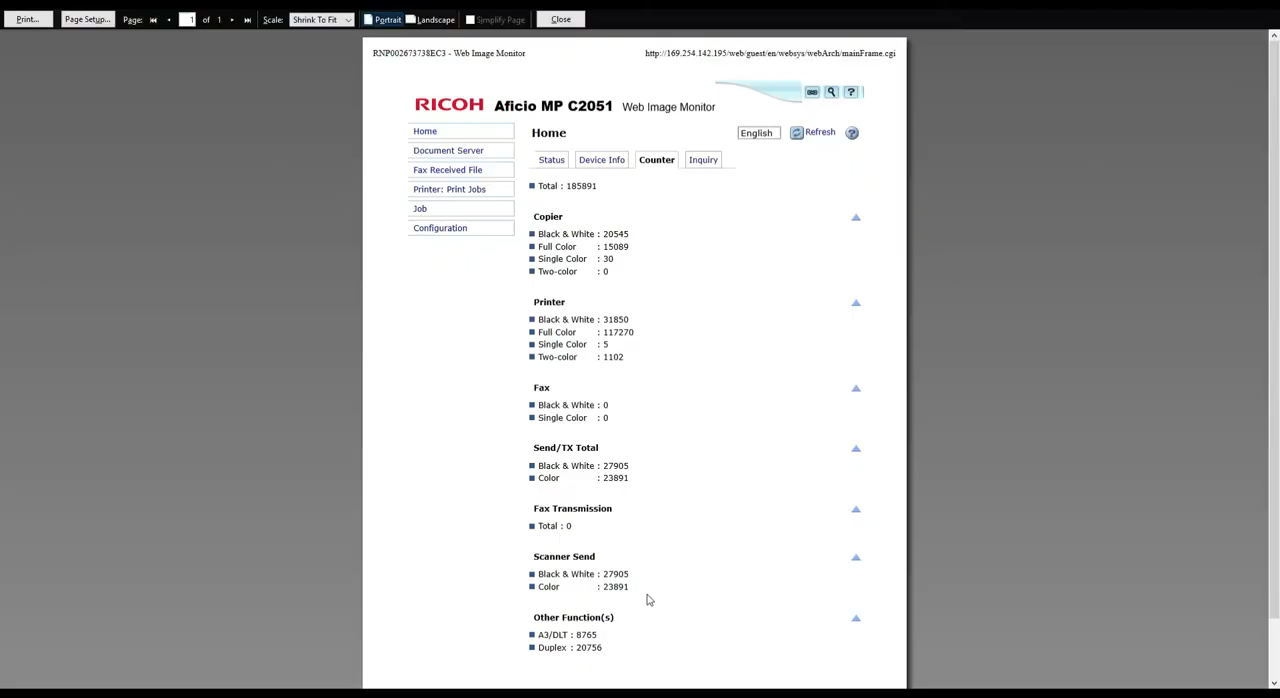 Print... Page Setup... Page: 1 of 1 Scale: Shrink To Fit Portrait Landscape Simplify Page Close
RNP002673738EC3 - Web Image Monitor http://169.254.142.195/web/guest/en/websys/webArch/mainFrame.cgi
RICOH Aficio MP C2051 Web Image Monitor
Home
Document Server
Fax Received File
Printer: Print Jobs
Job
Configuration
Home English Refresh
Status Device Info Counter Inquiry
Total : 185891
Copier
Black & White : 20545
Full Color : 15089
Single Color : 30
Two-color : 0
Printer
Black & White : 31850
Full Color : 117270
Single Color : 5
Two-color : 1102
Fax
Black & White : 0
Single Color : 0
Send/TX Total
Black & White : 27905
Color : 23891
Fax Transmission
Total : 0
Scanner Send
Black & White : 27905
Color : 23891
Other Function(s)
A3/DLT : 8765
Duplex : 20756